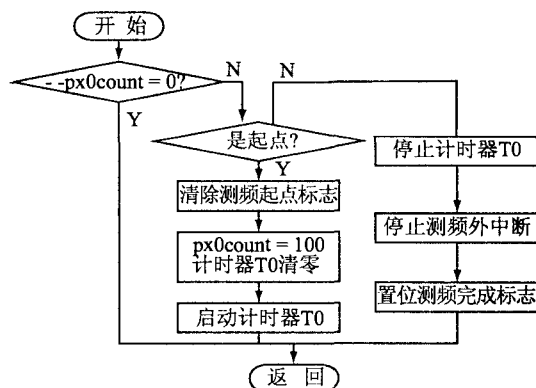 开 始
- -px0count = 0?
N
N
Y
是起点?
Y
停止计时器T0
清除测频起点标志
px0count = 100
计时器T0清零
停止测频外中断
启动计时器T0
置位测频完成标志
返 回